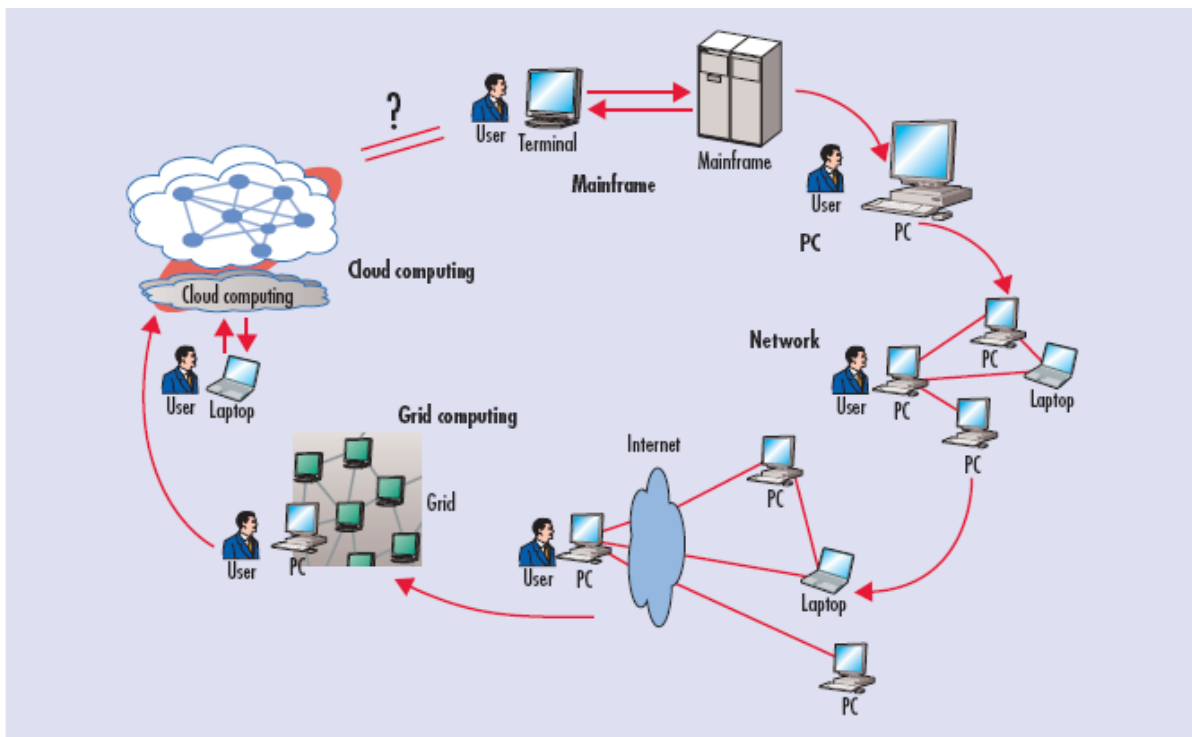 ?
User
Terminal
Mainframe
Mainframe
User
PC
PC
Cloud computing
Cloud computing
User
Laptop
Network
PC
User
PC
Laptop
PC
Grid computing
Grid
User
PC
Internet
PC
User
PC
Laptop
PC